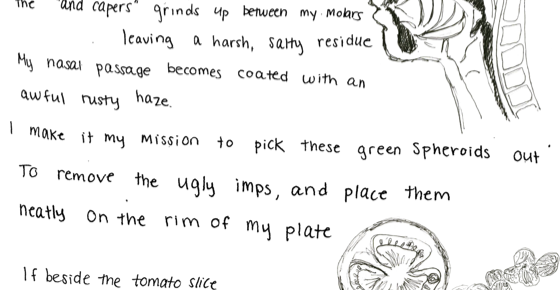 the "and capers" grinds up between my molars
leaving a harsh, salty residue
My nasal passage becomes coated with an
awful rusty haze.
I make it my mission to pick these green spheroids out
To remove the ugly imps, and place them
neatly on the rim of my plate
If beside the tomato slice